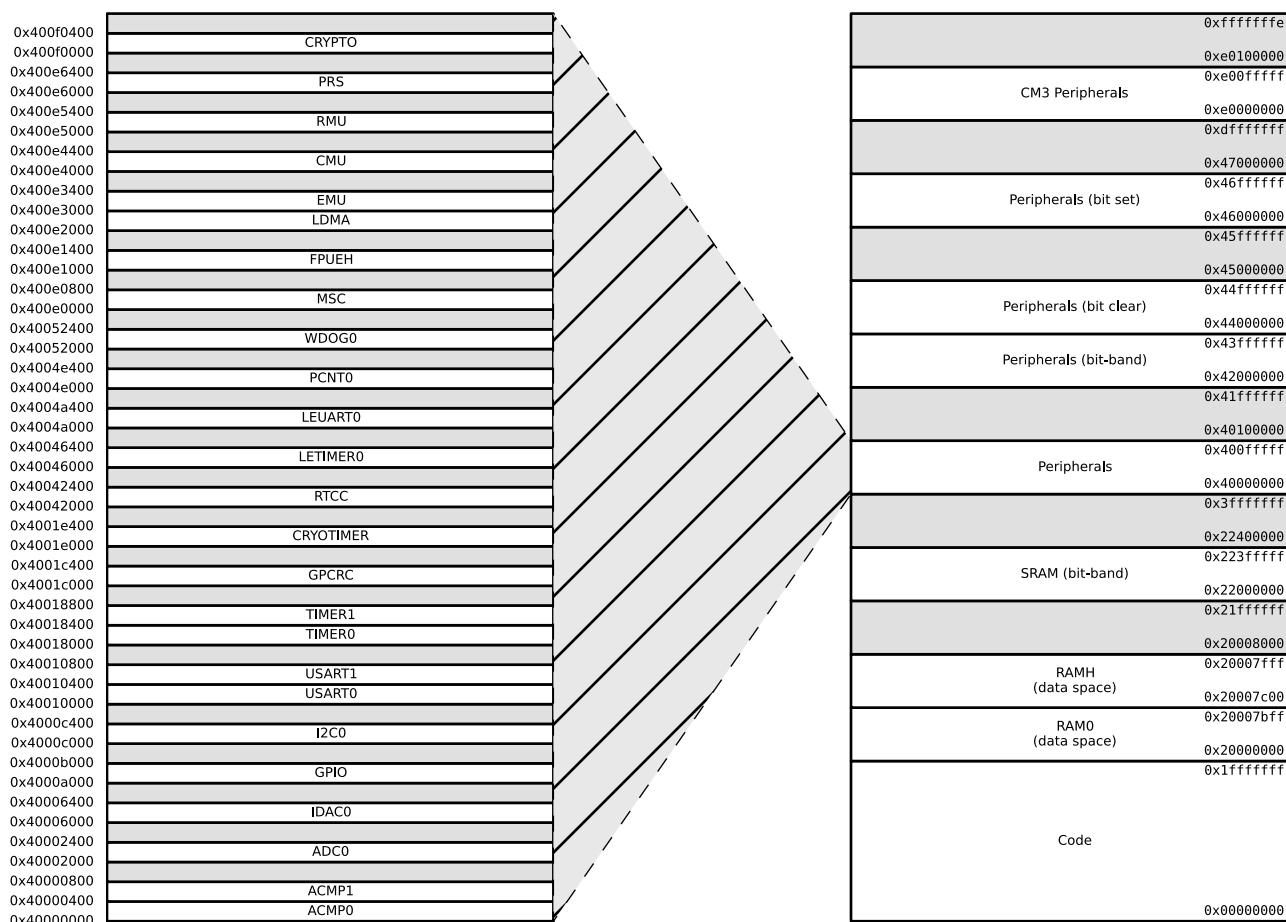 0x400f0400
CRYPTO
0x400f0000
0x400e6400
PRS
0x400e6000
0x400e5400
RMU
0x400e5000
0x400e4400
CMU
0x400e4000
0x400e3400
EMU
0x400e3000
LDMA
0x400e2000
0x400e1400
FPUEH
0x400e1000
0x400e0800
MSC
0x400e0000
0x40052400
WDOG0
0x40052000
0x4004e400
PCNT0
0x4004e000
0x4004a400
LEUART0
0x4004a000
0x40046400
LETIMER0
0x40046000
0x40042400
RTCC
0x40042000
0x4001e400
CRYOTIMER
0x4001e000
0x4001c400
GPCRC
0x4001c000
0x40018800
TIMER1
0x40018400
TIMER0
0x40018000
0x40010800
USART1
0x40010400
USART0
0x40010000
0x4000c400
I2C0
0x4000c000
0x4000b000
GPIO
0x4000a000
0x40006400
IDAC0
0x40006000
0x40002400
ADC0
0x40002000
0x40000800
ACMP1
0x40000400
ACMP0
0x40000000
0xfffffffe
0xe0100000
0xe00fffff
CM3 Peripherals
0xe0000000
0xdfffffff
0x47000000
0x46ffffff
Peripherals (bit set)
0x46000000
0x45ffffff
0x45000000
0x44ffffff
Peripherals (bit clear)
0x44000000
0x43ffffff
Peripherals (bit-band)
0x42000000
0x41ffffff
0x40100000
0x400fffff
Peripherals
0x40000000
0x3fffffff
0x22400000
0x223fffff
SRAM (bit-band)
0x22000000
0x21ffffff
0x20008000
0x20007fff
RAMH
(data space)
0x20007c00
0x20007bff
RAM0
(data space)
0x20000000
0x1fffffff
Code
0x00000000